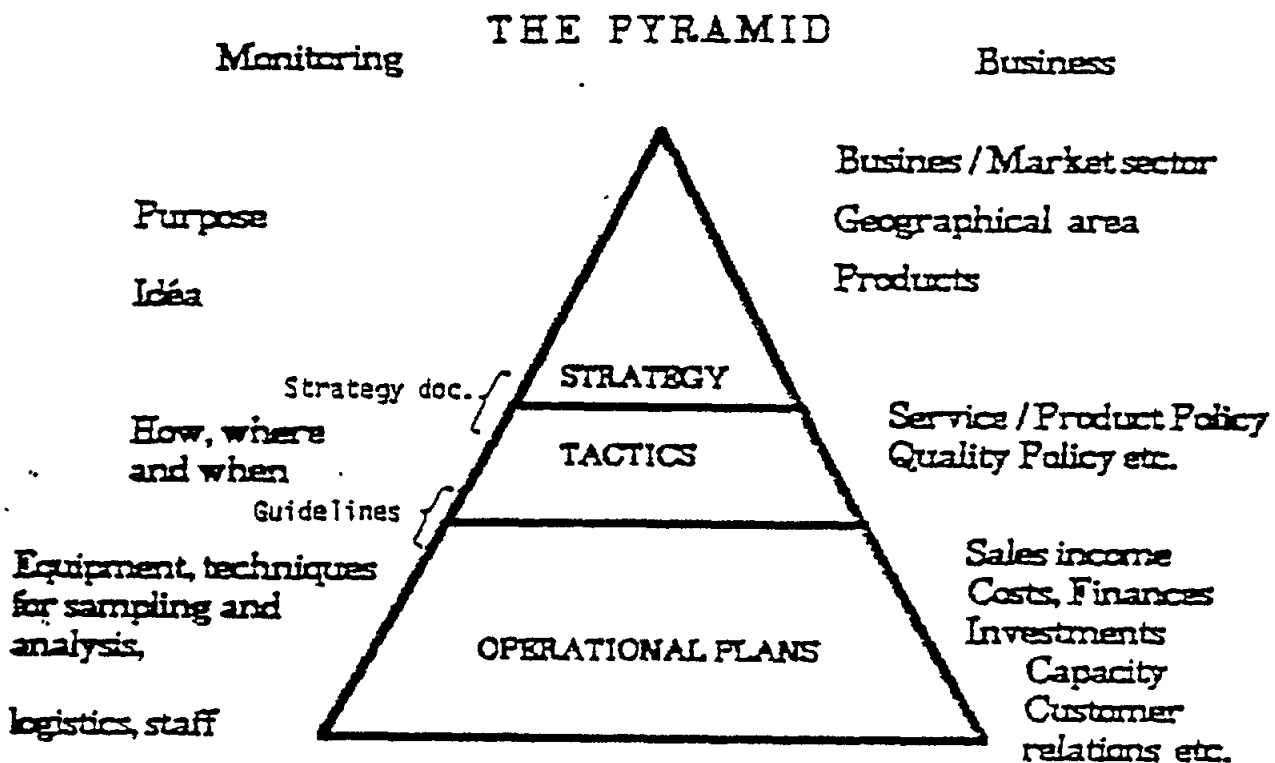 THE PYRAMID
Monitoring
Business
Busines / Market sector
Purpose
Geographical area
Idéa
Products
Strategy doc.
STRATEGY
How, where
and when
TACTICS
Service / Product Policy
Quality Policy etc.
Guidelines
Equipment, techniques
for sampling and
analysis,
logistics, staff
OPERATIONAL PLANS
Sales income
Costs, Finances
Investments
Capacity
Customer
relations etc.